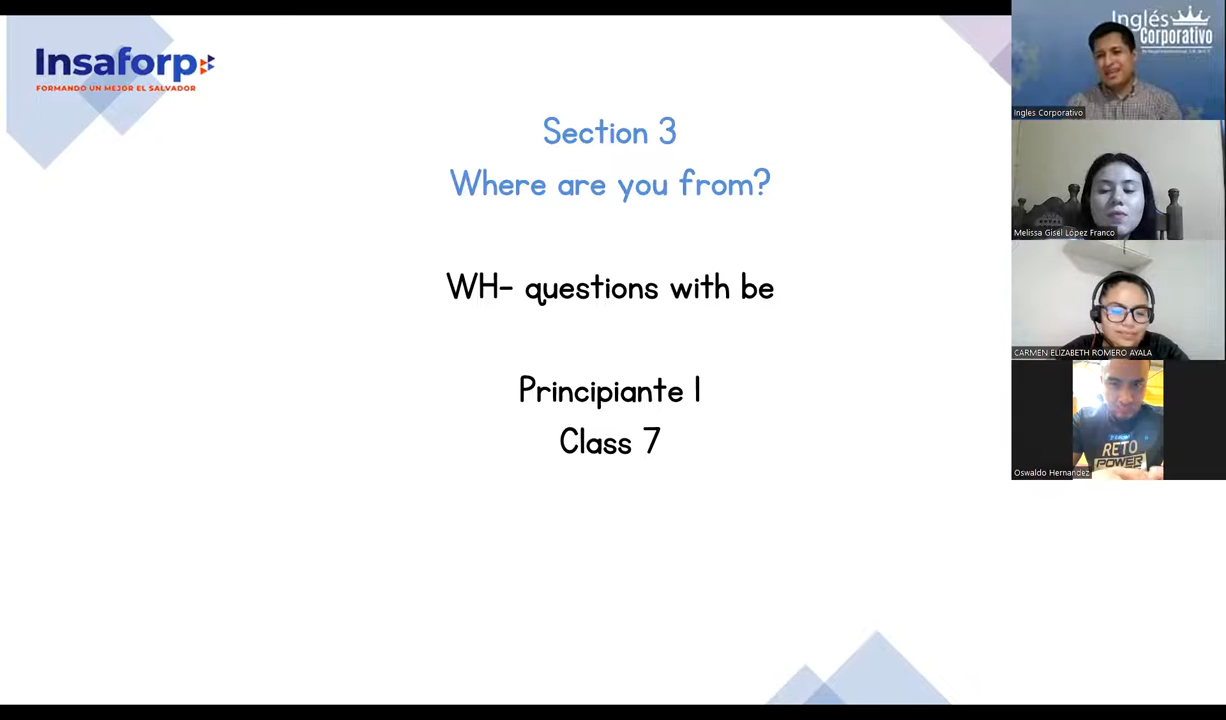 Insaforp
FORMANDO UN MEJOR EL SALVADOR
Section 3
Where are you from?
WH- questions with be
Principiante 1
Class 7
Inglés
Corporativo
Ingles Corporativo
Melissa Gisel López Franco
CARMEN ELIZABETH ROMERO AYALA
RETO
POWER
Oswaldo Hernandez